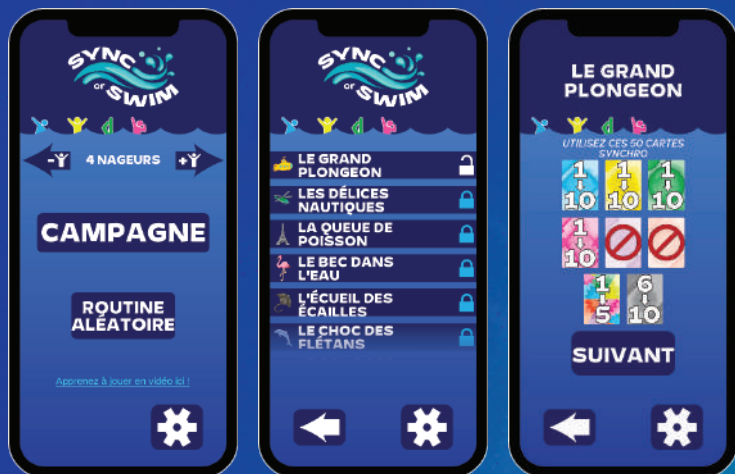 SYNC
or
SWIM
4 NAGEURS
CAMPAGNE
ROUTINE
ALÉATOIRE
Apprenez à jouer en vidéo ici !
SYNC
or
SWIM
LE GRAND
PLONGEON
LES DÉLICES
NAUTIQUES
LA QUEUE DE
POISSON
LE BEC DANS
L'EAU
L'ÉCUEIL DES
ÉCAILLES
LE CHOC DES
FLÉTANS
LE GRAND
PLONGEON
UTILISEZ CES 50 CARTES
SYNCHRO
1 1 1
10 10 10
1
10
1 6
5 10
SUIVANT